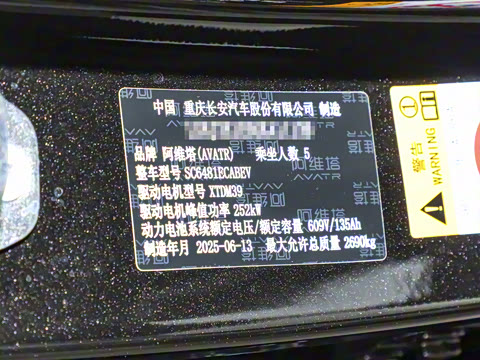 中国 重庆长安汽车股份有限公司 制造
品牌 阿维塔(AVATR) 乘坐人数 5
整车型号 SC6481ECABEV
驱动电机型号 XTDM39
驱动电机峰值功率 252kW
动力电池系统额定电压/额定容量 609V/135Ah
制造年月 2025-06-13 最大允许总质量 2690kg
警告
WARNING